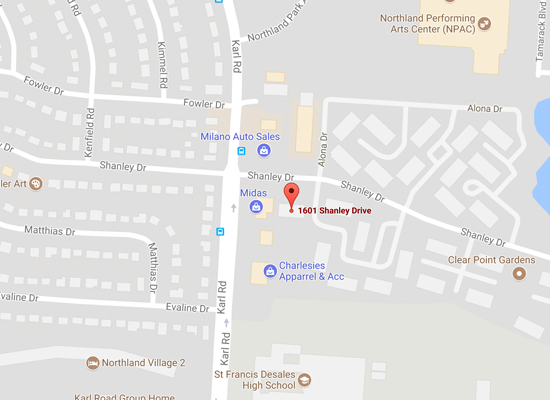 Northland Park A
Karl Rd
Kimmel Rd
Northland Performing
Arts Center (NPAC)
Tamarack Blvd
Fowler Dr
Fowler Dr
Kenfield Rd
Alona Dr
Alona Dr
Milano Auto Sales
Shanley Dr
Shanley Dr
Shanley Dr
ler Art
Midas
1601 Shanley Drive
Matthias Dr
Matthias Dr
Shanley Dr
Clear Point Gardens
Charlesies
Apparrel & Acc
Evaline Dr
Evaline Dr
Karl Rd
Karl Rd
Northland Village 2
St Francis Desales
High School
Karl Road Group Home